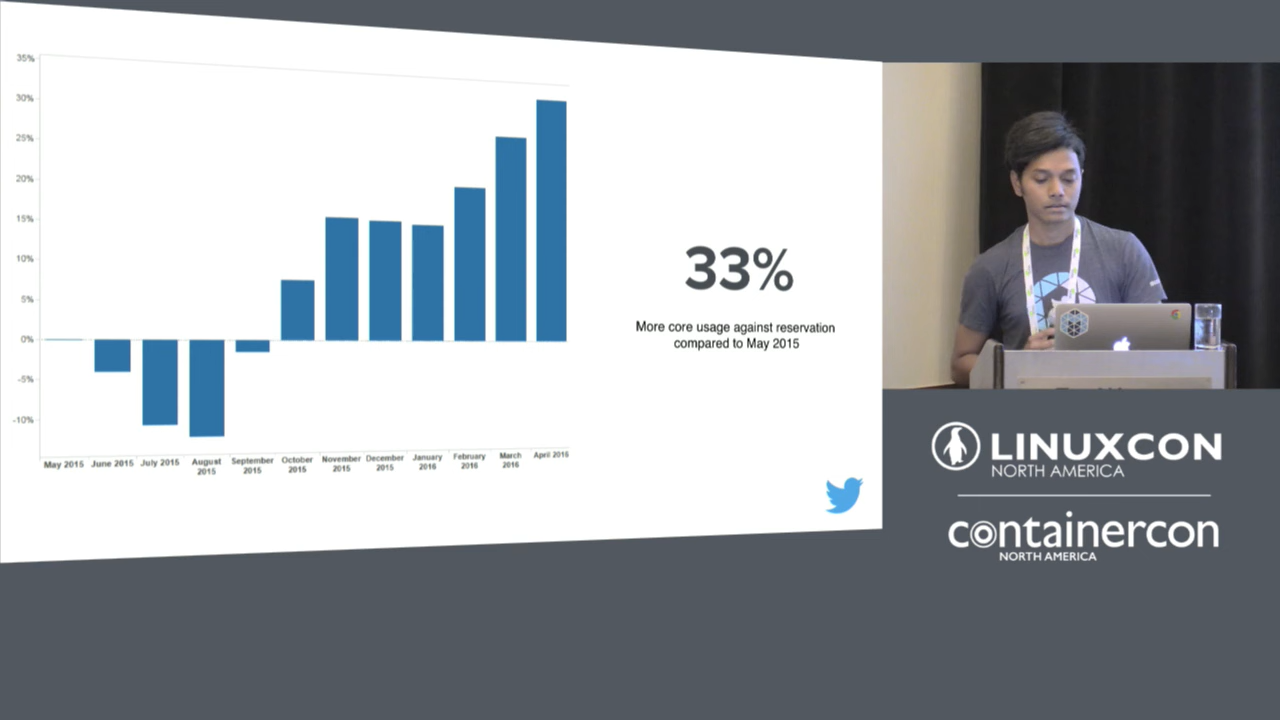 35%
30%
25%
20%
15%
10%
5%
0%
-5%
-10%
May 2015
June 2015
July 2015
August
2015
September
2015
October
2015
November
2015
December
2015
January
2016
February
2016
March
2016
April 2016
33%
More core usage against reservation
compared to May 2015
LINUXCON
NORTH AMERICA
containercon
NORTH AMERICA